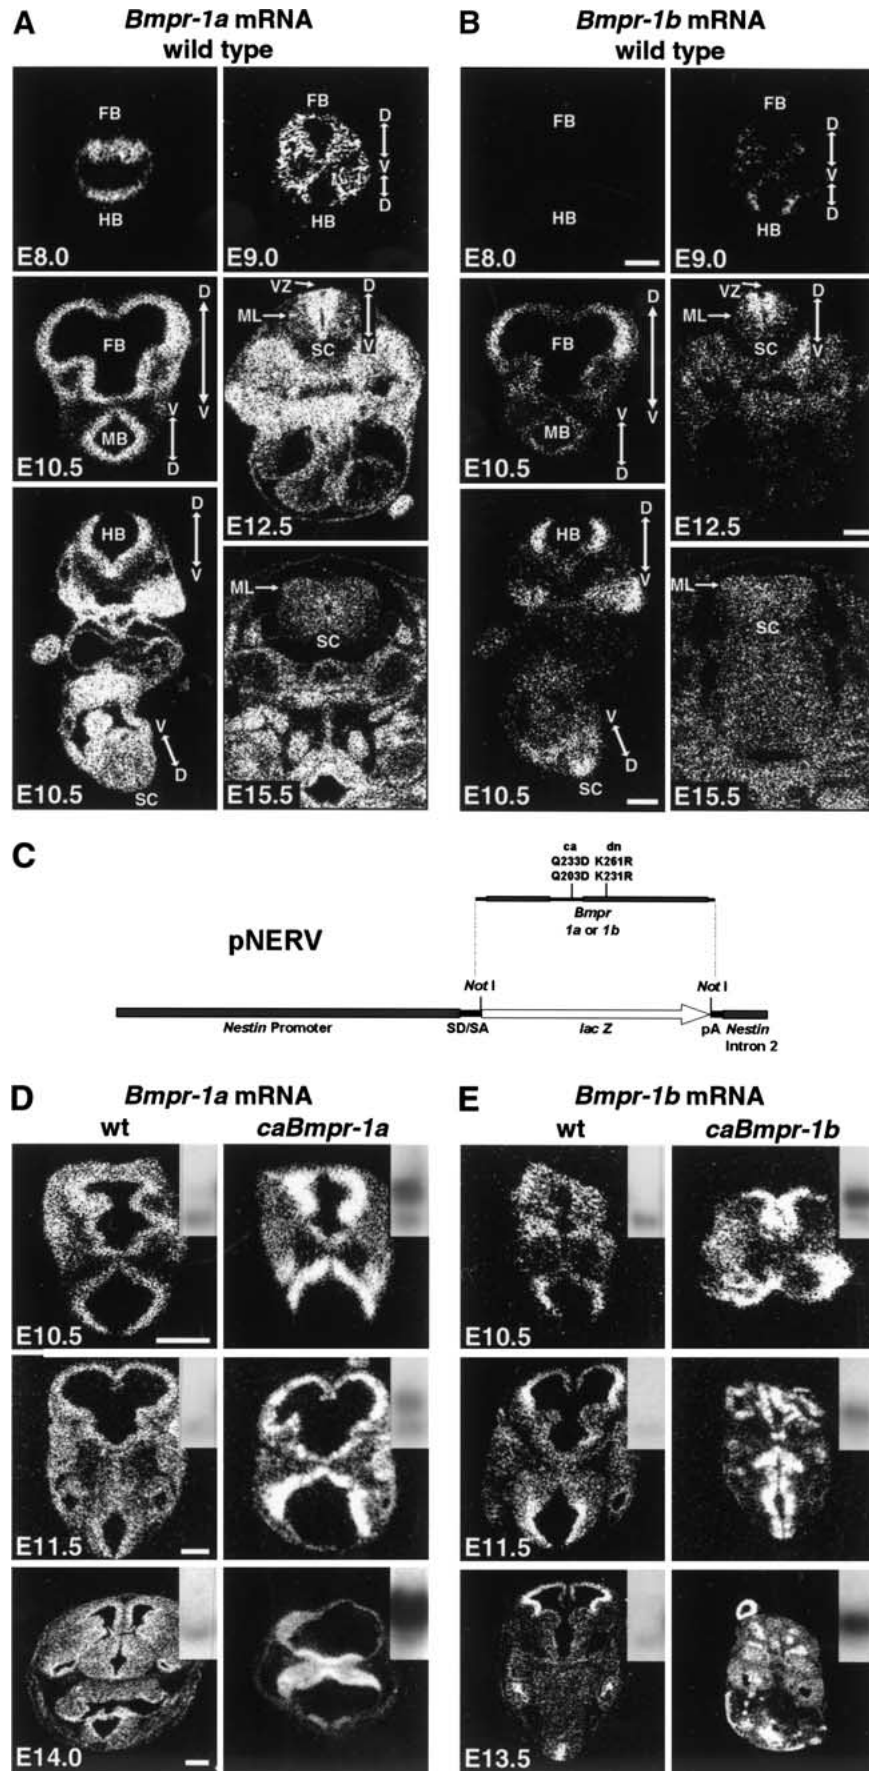 A Bmpr-1a mRNA
wild type
FB
HB
E8.0
FB
D
V
D
HB
E9.0
D
FB
V
V
MB
D
E10.5
VZ
D
ML
SC
V
E12.5
D
HB
V
V
D
E10.5
SC
ML
SC
E15.5
B Bmpr-1b mRNA
wild type
FB
HB
E8.0
FB
D
V
D
HB
E9.0
D
FB
V
V
MB
D
E10.5
VZ
D
ML
SC
V
E12.5
D
HB
V
V
D
SC
E10.5
ML
SC
E15.5
C
ca dn
Q233D K261R
Q203D K231R
Bmpr
1a or 1b
pNERV
Not I Not I
Nestin Promoter SD/SA lac Z pA Nestin
Intron 2
D Bmpr-1a mRNA
wt caBmpr-1a
E10.5
E11.5
E14.0
E Bmpr-1b mRNA
wt caBmpr-1b
E10.5
E11.5
E13.5